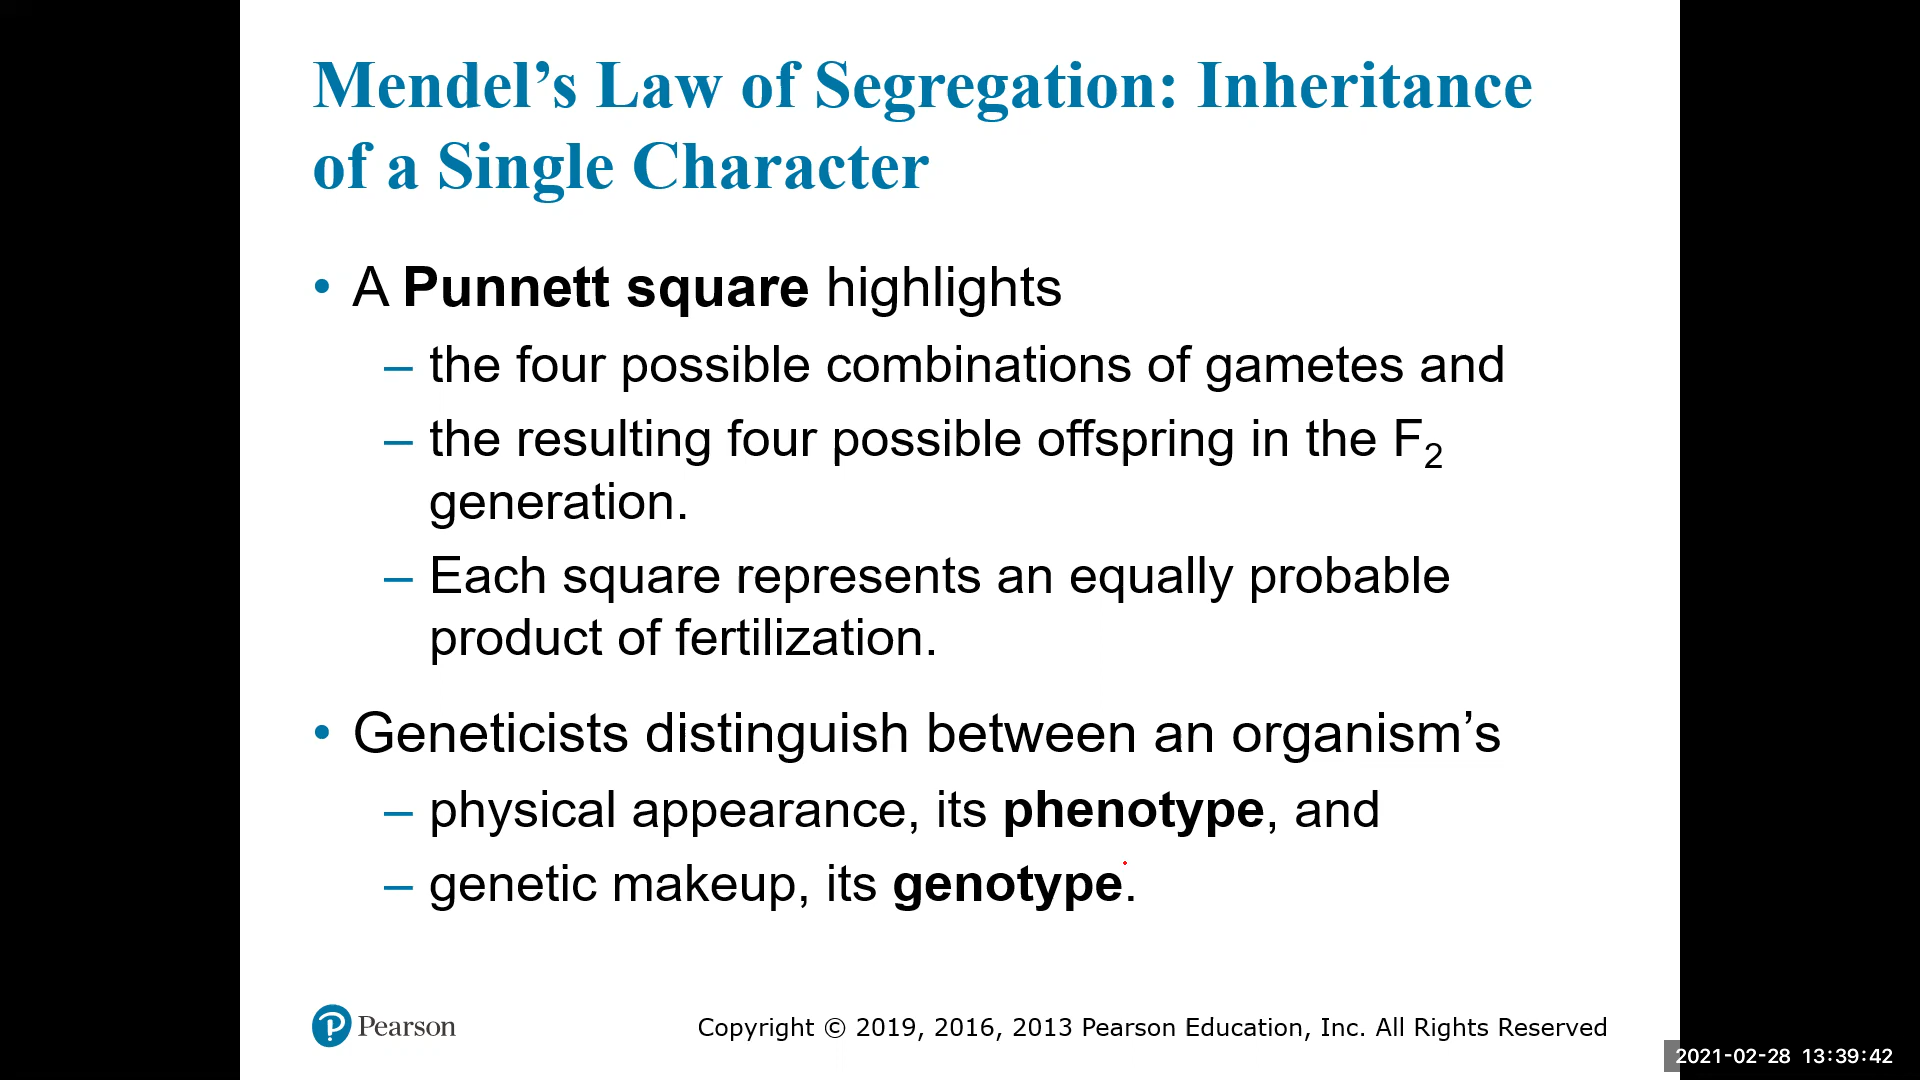 Mendel’s Law of Segregation: Inheritance
of a Single Character
• A Punnett square highlights
– the four possible combinations of gametes and
– the resulting four possible offspring in the F₂
generation.
– Each square represents an equally probable
product of fertilization.
• Geneticists distinguish between an organism’s
– physical appearance, its phenotype, and
– genetic makeup, its genotype.
Pearson
Copyright © 2019, 2016, 2013 Pearson Education, Inc. All Rights Reserved
2021-02-28 13:39:42